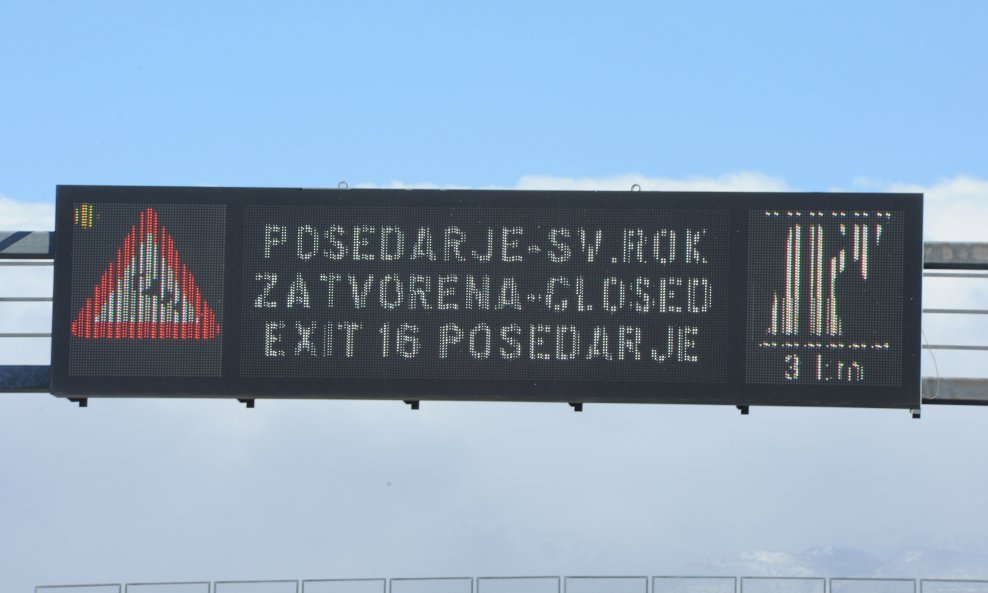 POSEDARJE-SV.ROK
ZATVORENA-CLOSED
EXIT 16 POSEDARJE
3 km